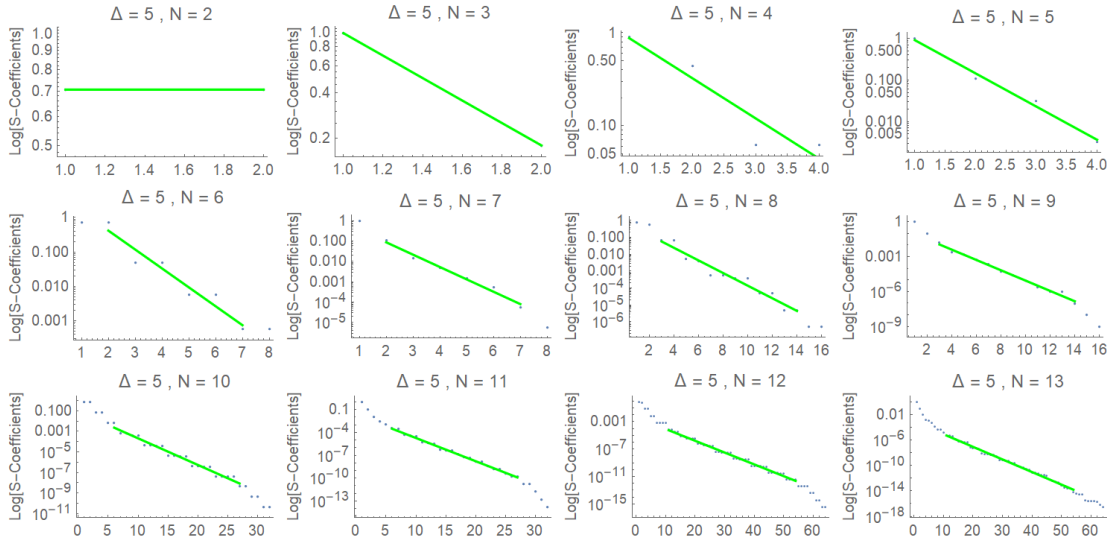 Δ = 5 , N = 2
Δ = 5 , N = 3
Δ = 5 , N = 4
Δ = 5 , N = 5
Log[S-Coefficients]
1.0
0.9
0.8
0.7
0.6
0.5
1.0 1.2 1.4 1.6 1.8 2.0
Log[S-Coefficients]
1.0
0.6
0.4
0.2
1.0 1.2 1.4 1.6 1.8 2.0
Log[S-Coefficients]
1
0.50
0.10
0.05
1.0 1.5 2.0 2.5 3.0 3.5 4.0
Log[S-Coefficients]
0.500
0.100
0.050
0.010
0.005
1.0 1.5 2.0 2.5 3.0 3.5 4.0
Δ = 5 , N = 6
Δ = 5 , N = 7
Δ = 5 , N = 8
Δ = 5 , N = 9
Log[S-Coefficients]
1
0.100
0.010
0.001
1 2 3 4 5 6 7 8
Log[S-Coefficients]
1
0.100
0.010
0.001
10⁻⁴
10⁻⁵
1 2 3 4 5 6 7 8
Log[S-Coefficients]
1
0.100
0.010
0.001
10⁻⁴
10⁻⁵
10⁻⁶
2 4 6 8 10 12 14 16
Log[S-Coefficients]
1
0.001
10⁻⁶
10⁻⁹
2 4 6 8 10 12 14 16
Δ = 5 , N = 10
Δ = 5 , N = 11
Δ = 5 , N = 12
Δ = 5 , N = 13
Log[S-Coefficients]
0.100
0.001
10⁻⁵
10⁻⁷
10⁻⁹
10⁻¹¹
0 5 10 15 20 25 30
Log[S-Coefficients]
0.1
10⁻⁴
10⁻⁷
10⁻¹⁰
10⁻¹³
0 5 10 15 20 25 30
Log[S-Coefficients]
0.001
10⁻⁷
10⁻¹¹
10⁻¹⁵
0 10 20 30 40 50 60
Log[S-Coefficients]
0.01
10⁻⁶
10⁻¹⁰
10⁻¹⁴
10⁻¹⁸
0 10 20 30 40 50 60